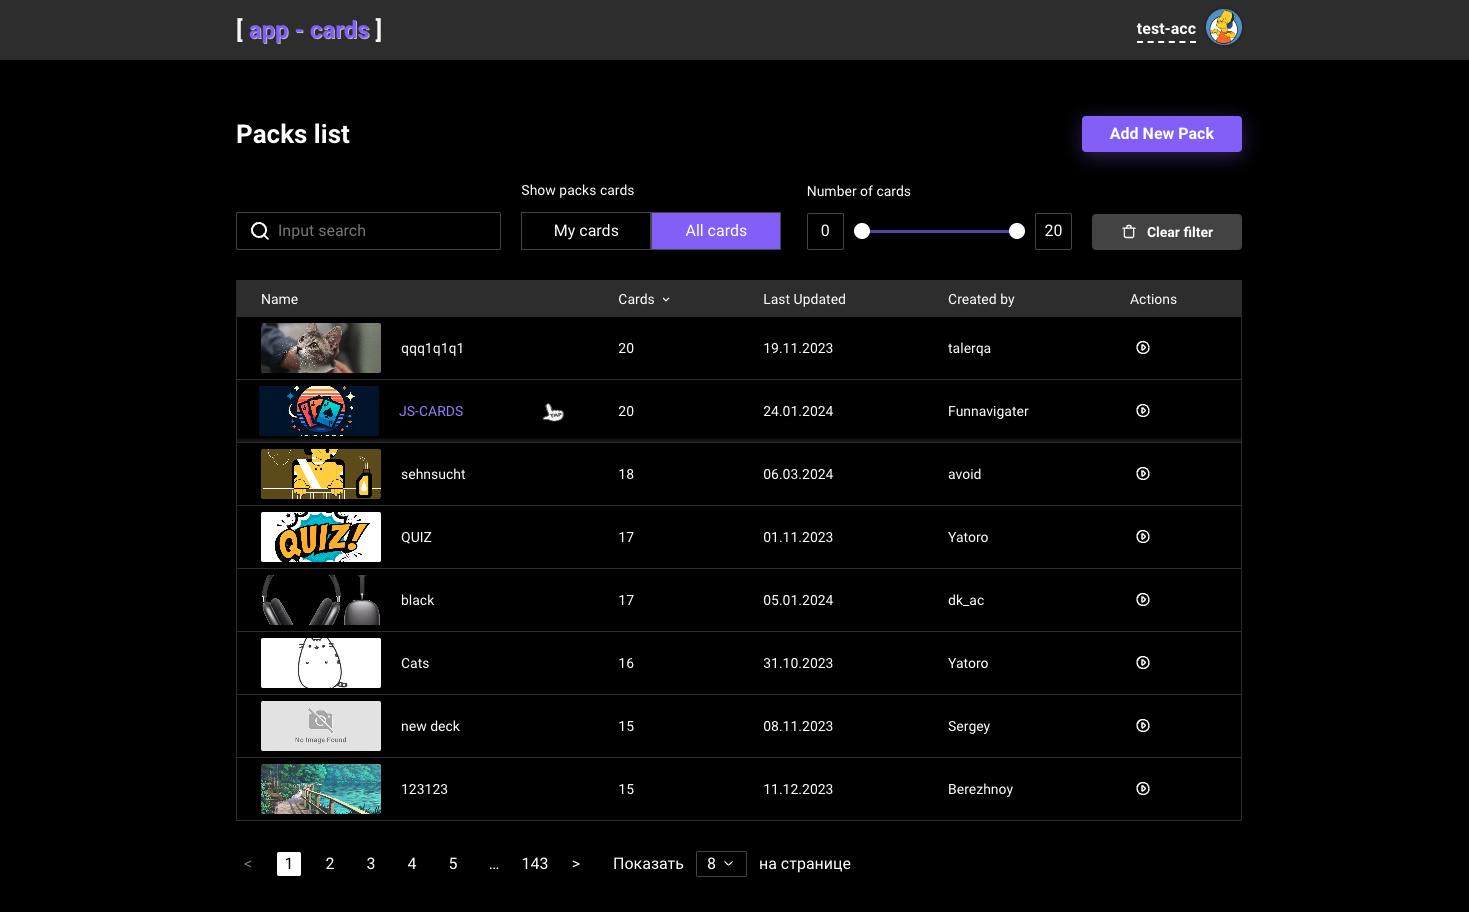 [ app - cards ]
test-acc
Packs list
Add New Pack
Show packs cards
Number of cards
Input search
My cards
All cards
0
20
Clear filter
Name Cards Last Updated Created by Actions
qqq1q1q1 20 19.11.2023 talerqa
JS-CARDS 20 24.01.2024 Funnavigater
sehnsucht 18 06.03.2024 avoid
QUIZ! QUIZ 17 01.11.2023 Yatoro
black 17 05.01.2024 dk_ac
Cats 16 31.10.2023 Yatoro
No Image Found new deck 15 08.11.2023 Sergey
123123 15 11.12.2023 Berezhnoy
< 1 2 3 4 5 ... 143 > Показать 8 на странице